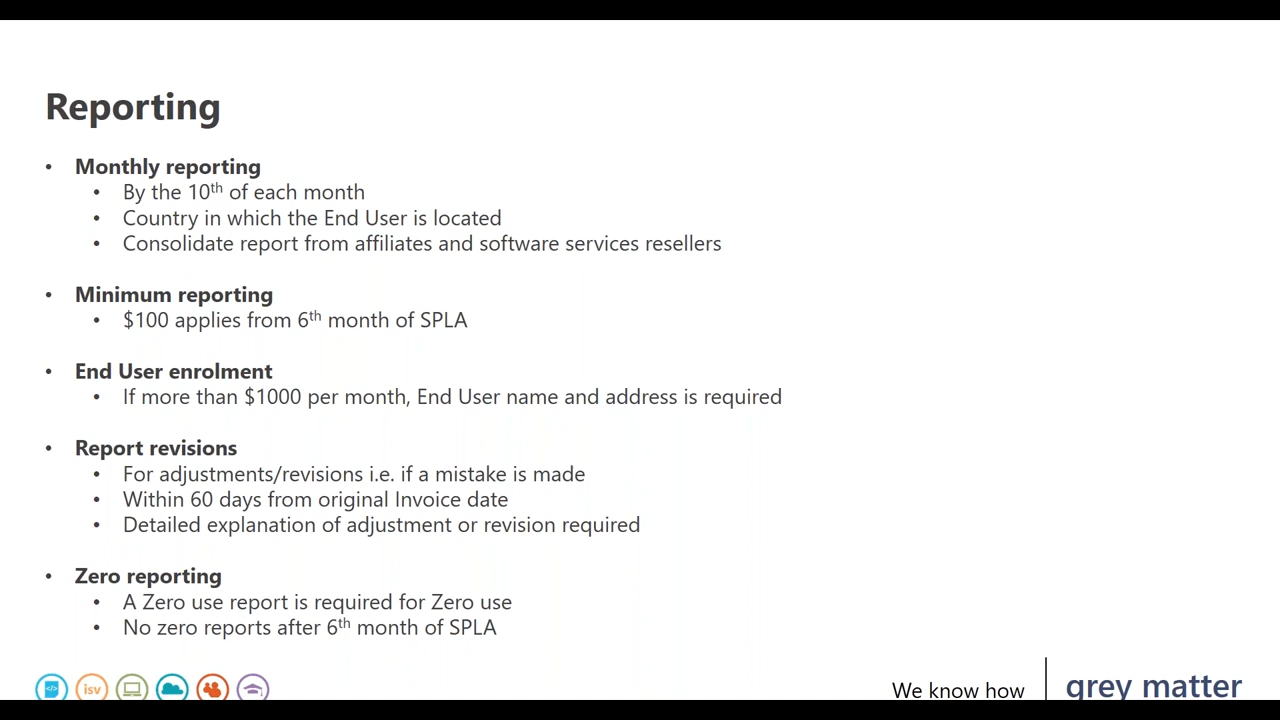 Reporting
• Monthly reporting
• By the 10th of each month
• Country in which the End User is located
• Consolidate report from affiliates and software services resellers
• Minimum reporting
• $100 applies from 6th month of SPLA
• End User enrolment
• If more than $1000 per month, End User name and address is required
• Report revisions
• For adjustments/revisions i.e. if a mistake is made
• Within 60 days from original Invoice date
• Detailed explanation of adjustment or revision required
• Zero reporting
• A Zero use report is required for Zero use
• No zero reports after 6th month of SPLA
</> isv
We know how
grey matter